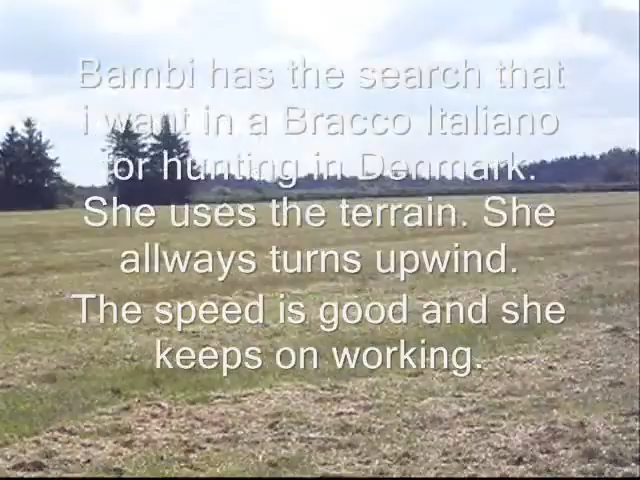 Bambi has the search that
i want in a Bracco Italiano
for hunting in Denmark.
She uses the terrain. She
allways turns upwind.
The speed is good and she
keeps on working.